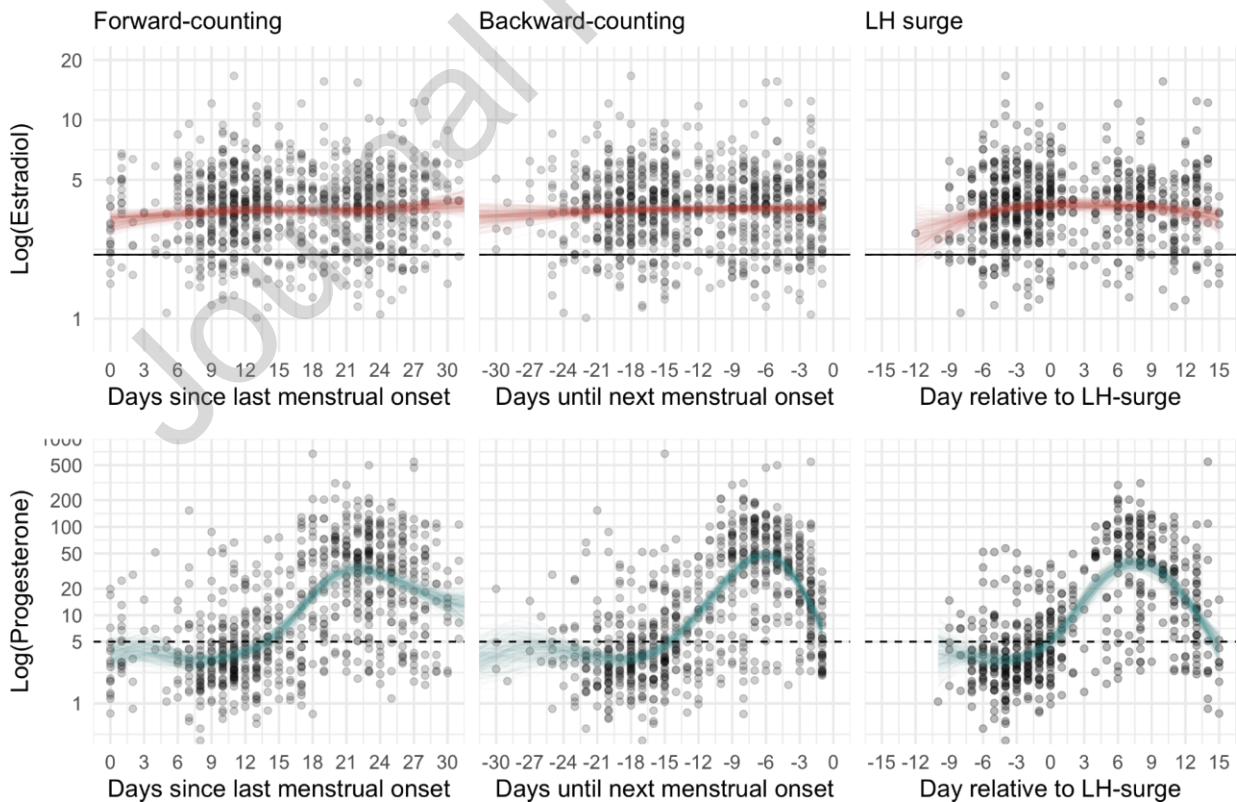 Forward-counting Backward-counting LH surge
Log(Estradiol)
20
10
5
1
0 3 6 9 12 15 18 21 24 27 30
-30 -27 -24 -21 -18 -15 -12 -9 -6 -3 0
-15 -12 -9 -6 -3 0 3 6 9 12 15
Days since last menstrual onset Days until next menstrual onset Day relative to LH-surge
Log(Progesterone)
1000
500
200
100
50
20
10
5
1
0 3 6 9 12 15 18 21 24 27 30
-30 -27 -24 -21 -18 -15 -12 -9 -6 -3 0
-15 -12 -9 -6 -3 0 3 6 9 12 15
Days since last menstrual onset Days until next menstrual onset Day relative to LH-surge
Journal